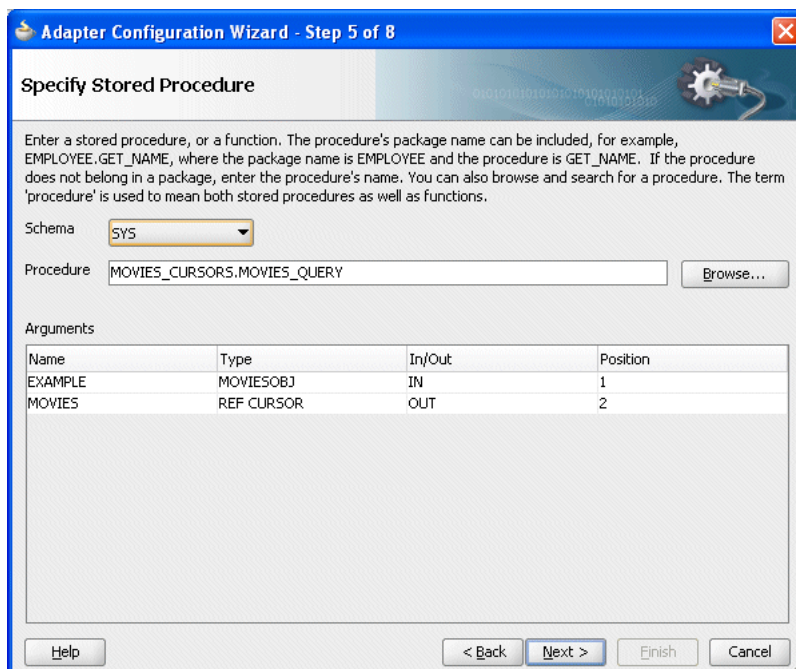 Adapter Configuration Wizard - Step 5 of 8
Specify Stored Procedure
Enter a stored procedure, or a function. The procedure's package name can be included, for example,
EMPLOYEE.GET_NAME, where the package name is EMPLOYEE and the procedure is GET_NAME. If the procedure
does not belong in a package, enter the procedure's name. You can also browse and search for a procedure. The term
'procedure' is used to mean both stored procedures as well as functions.
Schema SYS
Procedure MOVIES_CURSORS.MOVIES_QUERY Browse...
Arguments
Name Type In/Out Position
EXAMPLE MOVIESOBJ IN 1
MOVIES REF CURSOR OUT 2
Help < Back Next > Finish Cancel